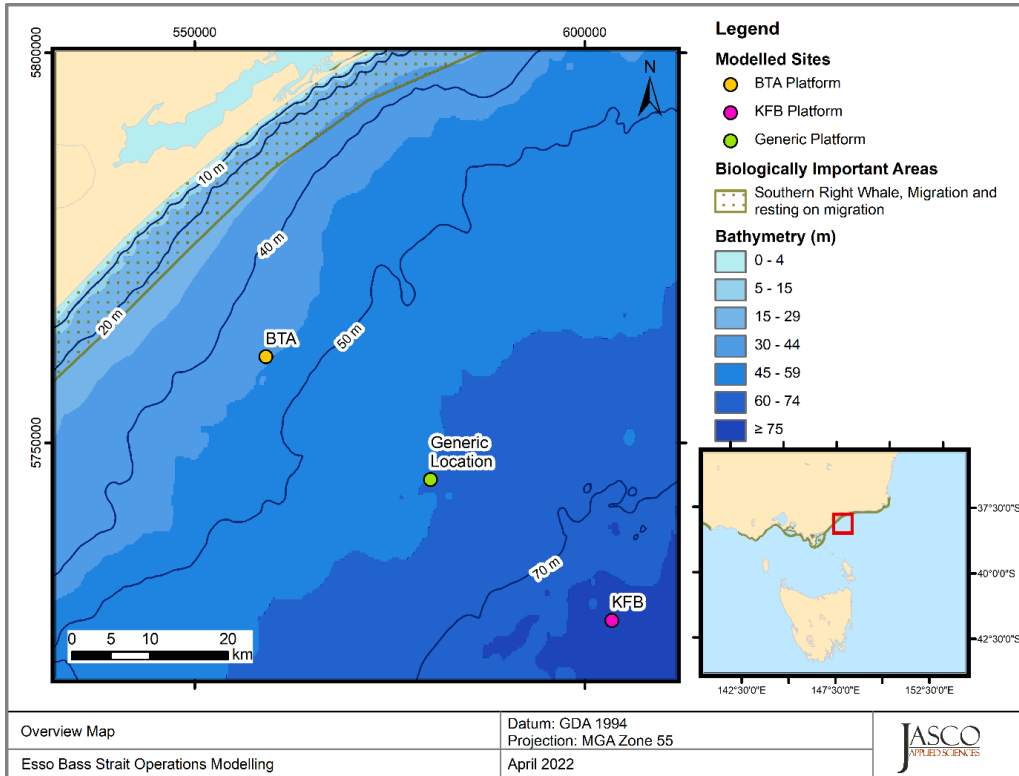 550000
600000
5800000
5750000
N
10 m
20 m
40 m
50 m
70 m
BTA
Generic
Location
KFB
0 5 10 20
km
Legend
Modelled Sites
BTA Platform
KFB Platform
Generic Platform
Biologically Important Areas
Southern Right Whale, Migration and
resting on migration
Bathymetry (m)
0 - 4
5 - 15
15 - 29
30 - 44
45 - 59
60 - 74
≥ 75
37°30'0"S
40°0'0"S
42°30'0"S
142°30'0"E
147°30'0"E
152°30'0"E
Overview Map
Datum: GDA 1994
Projection: MGA Zone 55
Esso Bass Strait Operations Modelling
April 2022
JASCO
APPLIED SCIENCES